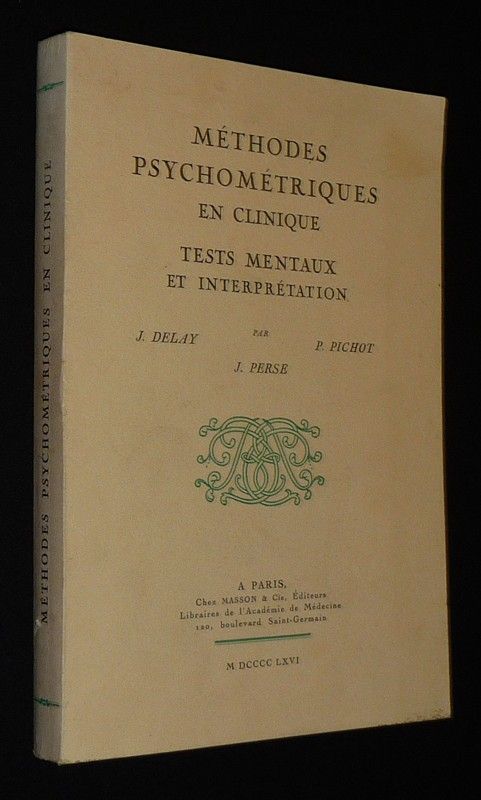 MÉTHODES PSYCHOMÉTRIQUES EN CLINIQUE
MÉTHODES
PSYCHOMÉTRIQUES
EN CLINIQUE
TESTS MENTAUX
ET INTERPRÉTATION
PAR
J. DELAY P. PICHOT
J. PERSE
A PARIS,
Chez MASSON & Cie, Éditeurs
Libraires de l'Académie de Médecine
120, boulevard Saint-Germain
M DCCCC LXVI